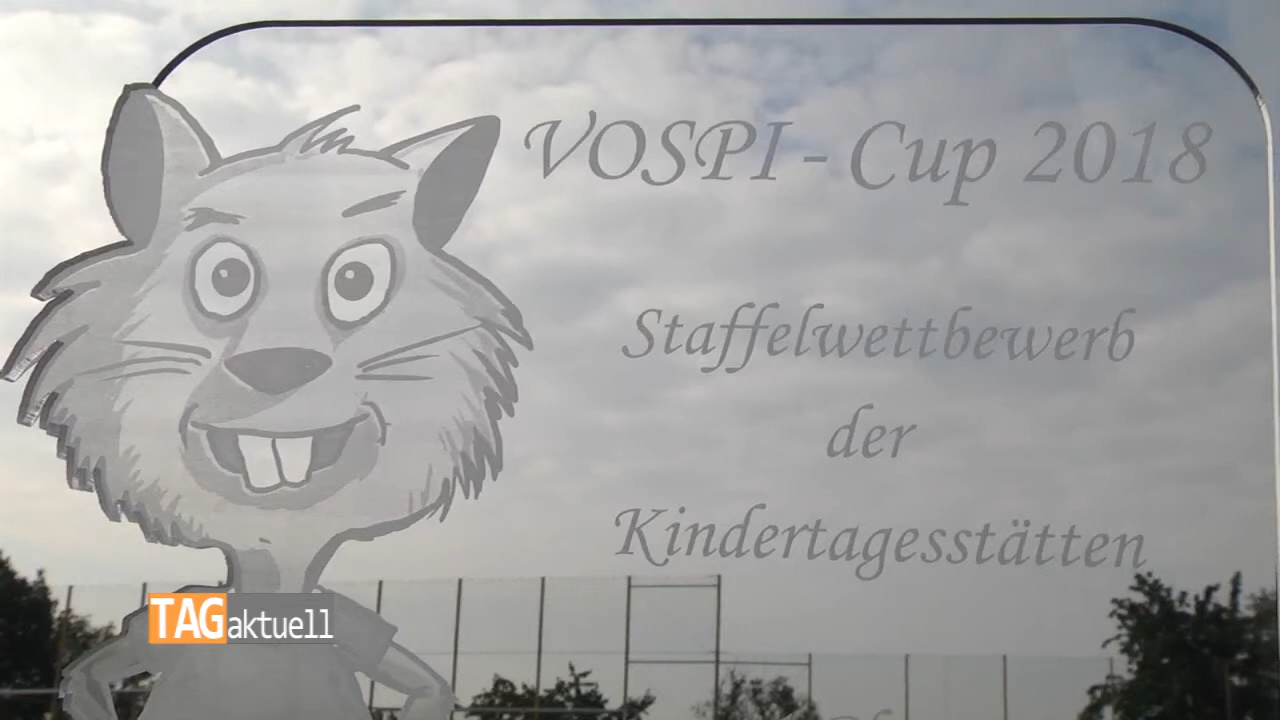 VOSPI - Cup 2018
Staffelwettbewerb
der
Kindertagesstätten
TAGaktuell